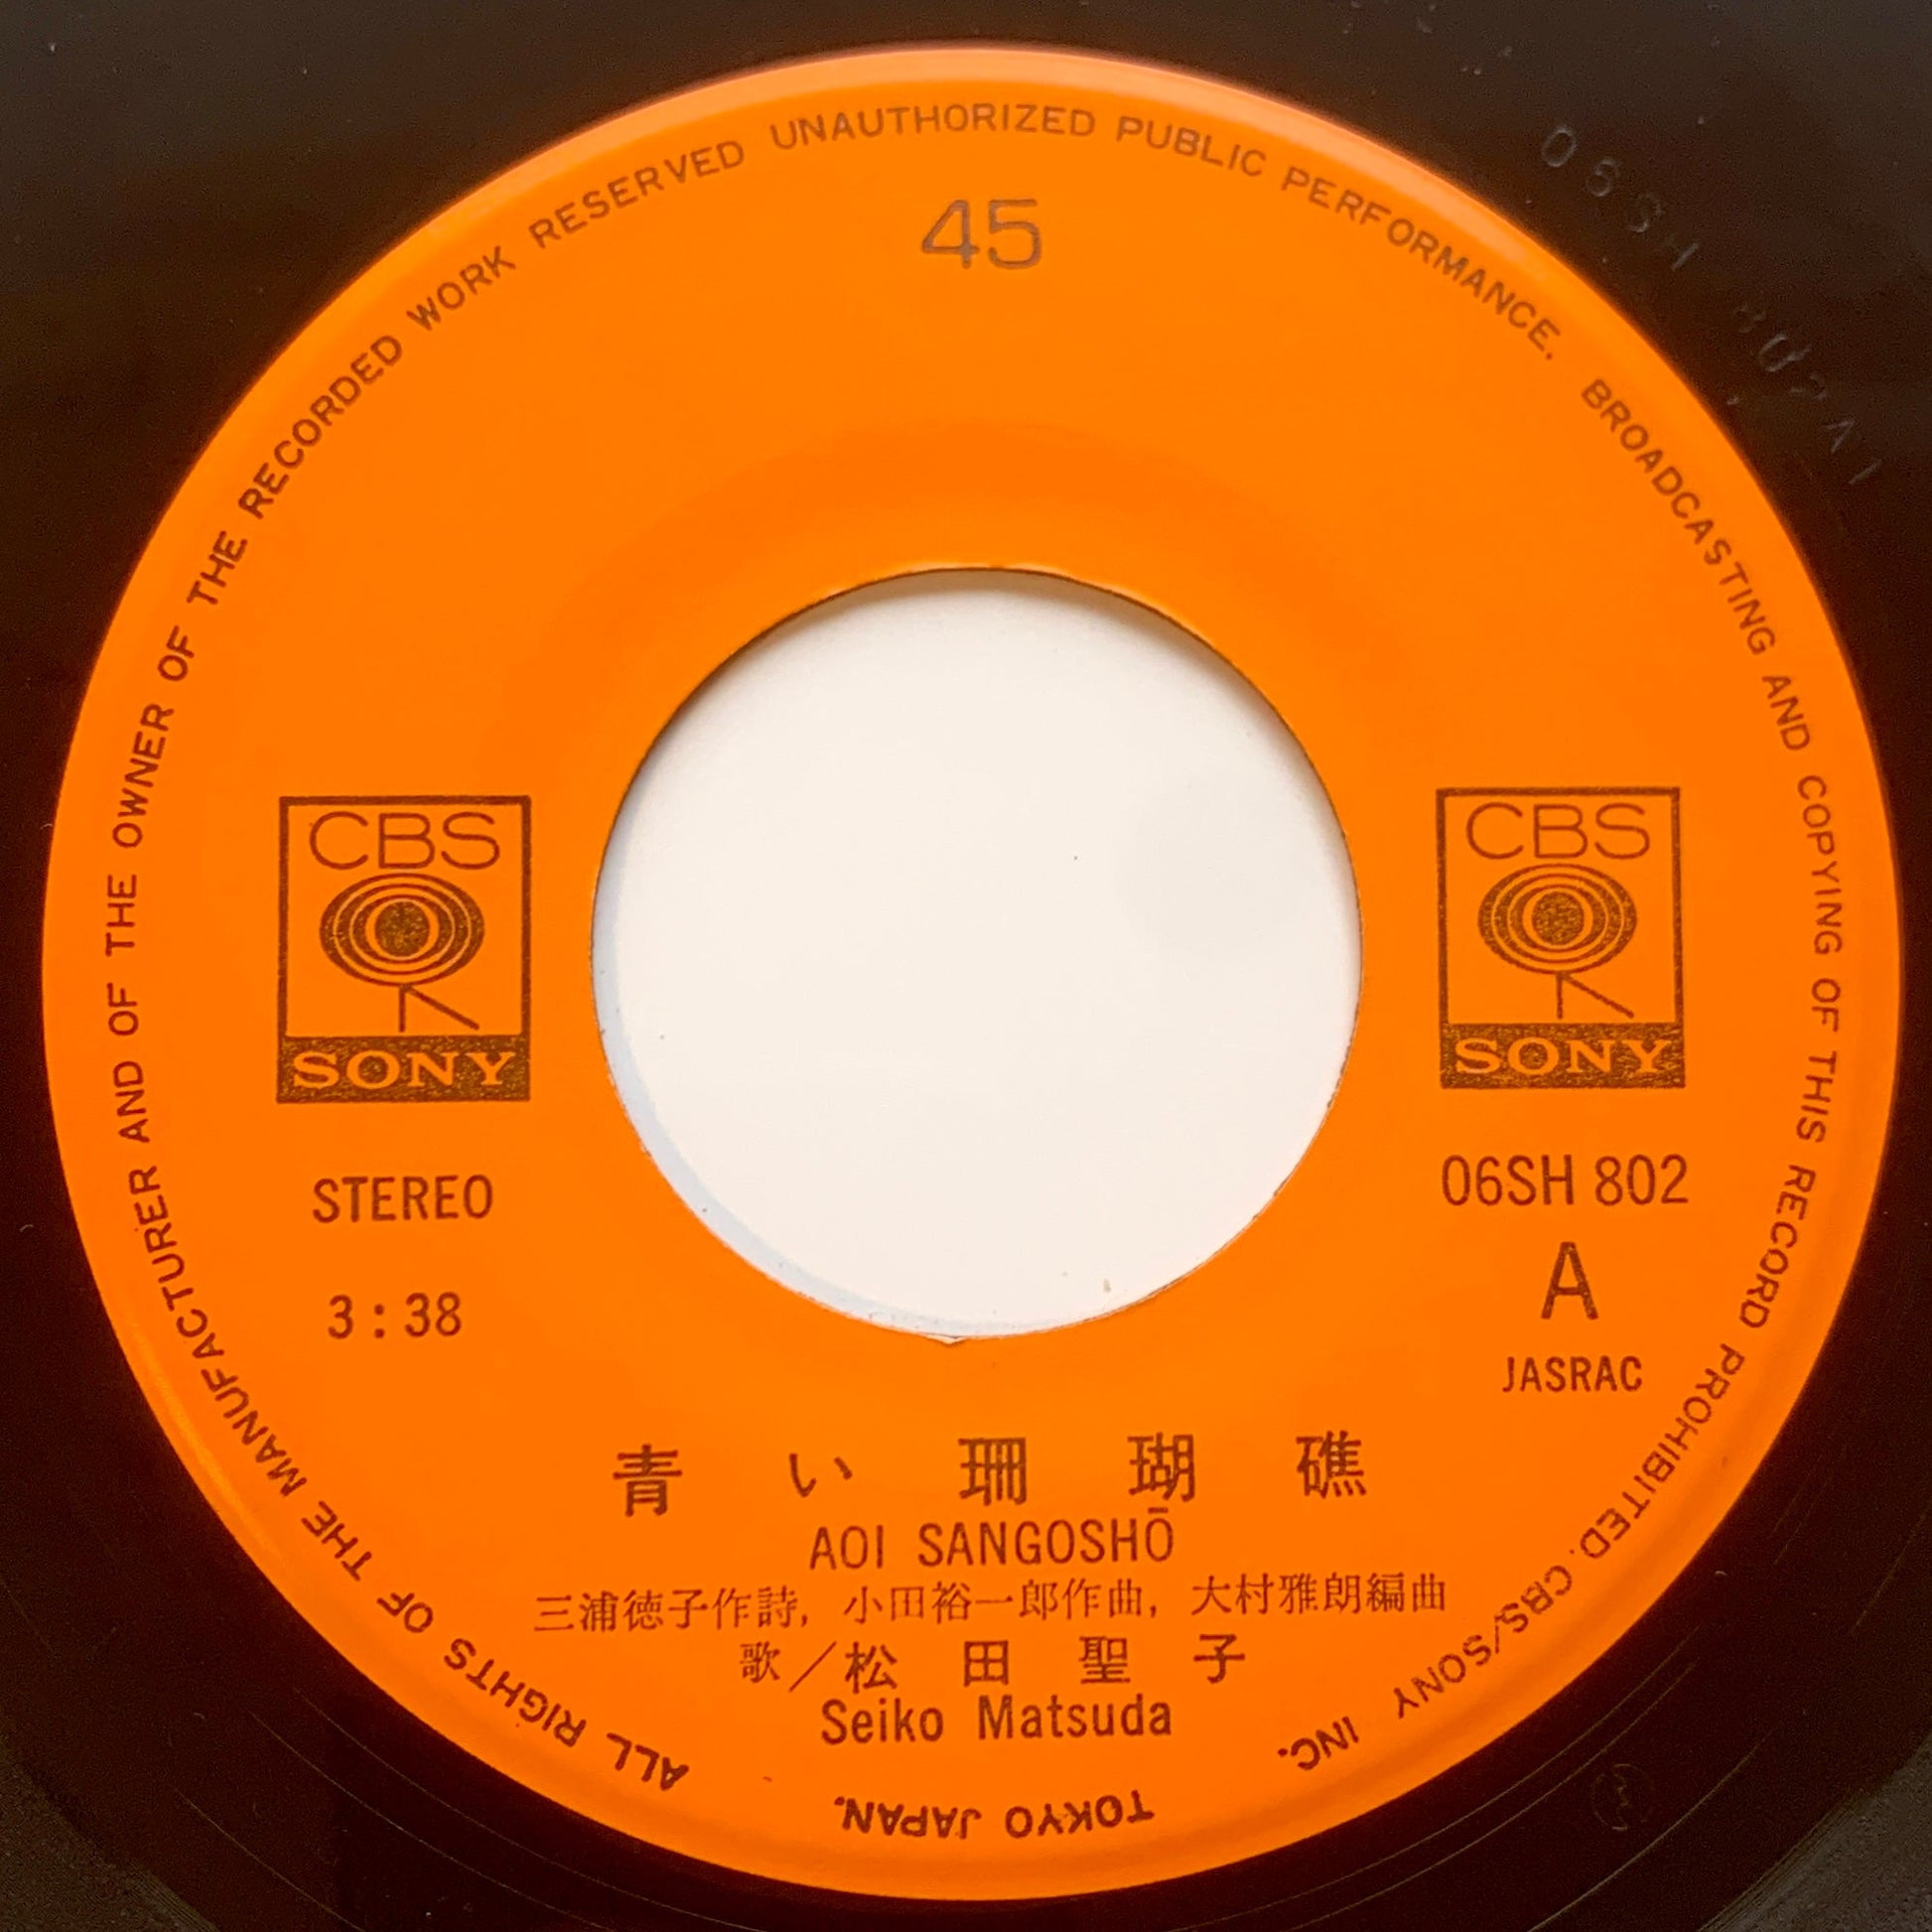 ALL RIGHTS OF THE MANUFACTURER AND OF THE OWNER OF THE RECORDED WORK RESERVED UNAUTHORIZED PUBLIC PERFORMANCE. BROADCASTING AND COPYING OF THIS RECORD PROHIBITED. CBS/SONY INC. TOKYO JAPAN.
45
CBS
SONY
CBS
SONY
STEREO
3:38
06SH 802
A
JASRAC
青い珊瑚礁
AOI SANGOSHŌ
三浦徳子作詩, 小田裕一郎作曲, 大村雅朗編曲
歌／松田聖子
Seiko Matsuda
06SH 802A1